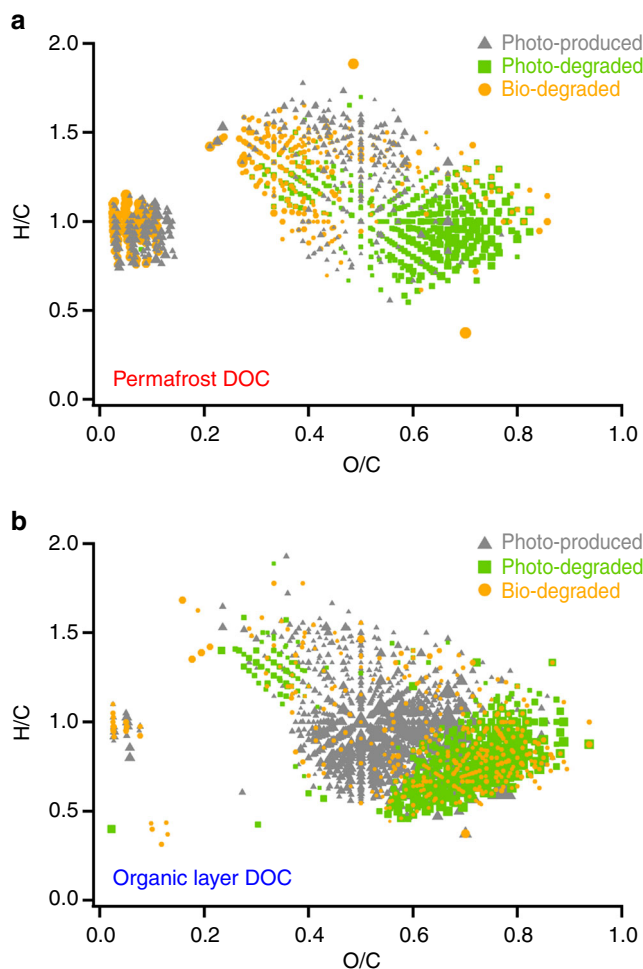 a
2.0
Photo-produced
Photo-degraded
Bio-degraded
1.5
H/C
1.0
0.5
Permafrost DOC
0.0
0.0 0.2 0.4 0.6 0.8 1.0
O/C
b
2.0
Photo-produced
Photo-degraded
Bio-degraded
1.5
H/C
1.0
0.5
Organic layer DOC
0.0
0.0 0.2 0.4 0.6 0.8 1.0
O/C